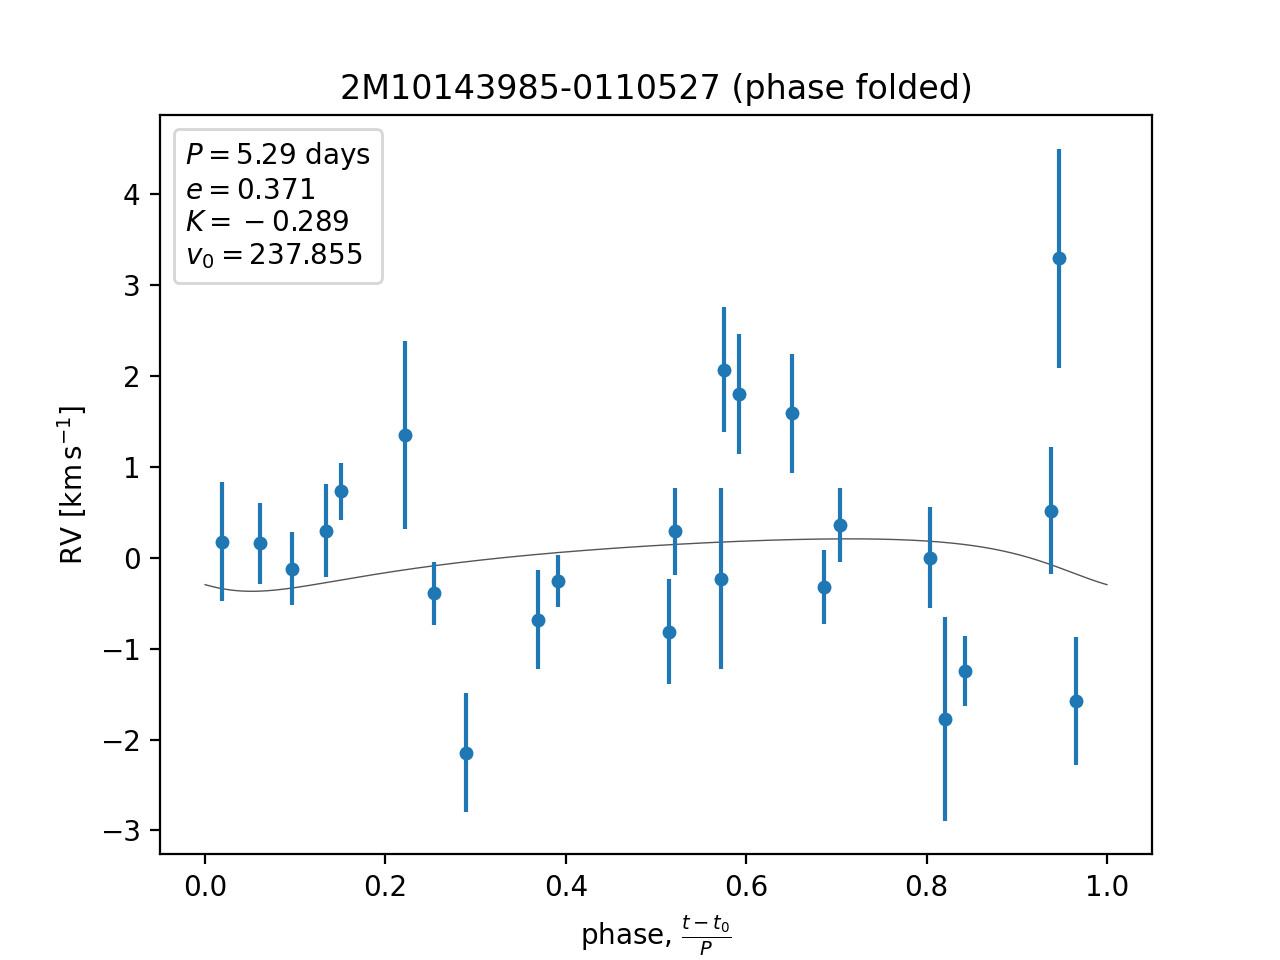 2M10143985-0110527 (phase folded)
P = 5.29 days
e = 0.371
K = −0.289
v₀ = 237.855
4
3
2
1
0
−1
−2
−3
RV [km s⁻¹]
0.0 0.2 0.4 0.6 0.8 1.0
phase, (t − t₀)/P